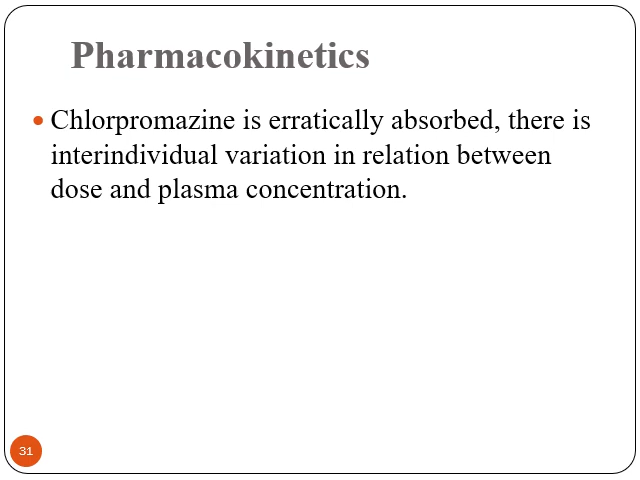 Pharmacokinetics
• Chlorpromazine is erratically absorbed, there is
interindividual variation in relation between
dose and plasma concentration.
31